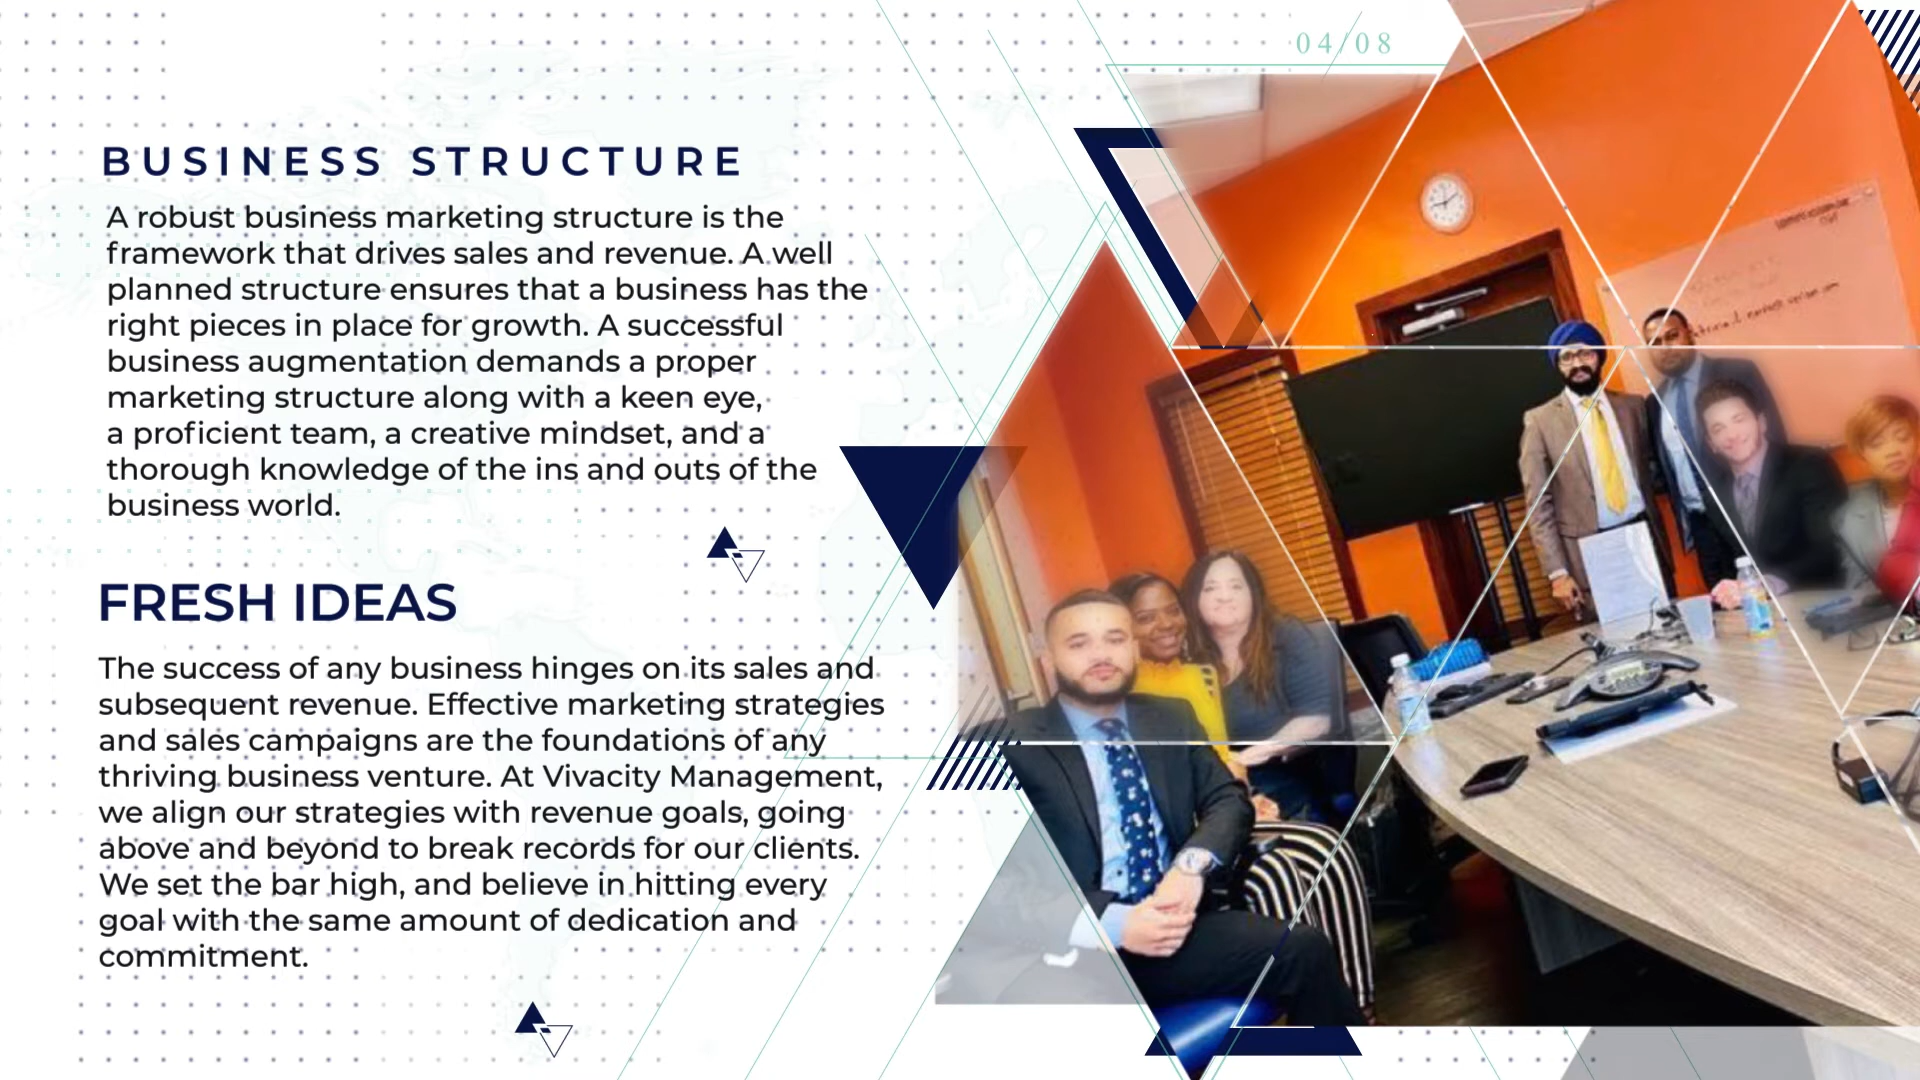 04/08
BUSINESS STRUCTURE
A robust business marketing structure is the
framework that drives sales and revenue. A well
planned structure ensures that a business has the
right pieces in place for growth. A successful
business augmentation demands a proper
marketing structure along with a keen eye,
a proficient team, a creative mindset, and a
thorough knowledge of the ins and outs of the
business world.
FRESH IDEAS
The success of any business hinges on its sales and
subsequent revenue. Effective marketing strategies
and sales campaigns are the foundations of any
thriving business venture. At Vivacity Management,
we align our strategies with revenue goals, going
above and beyond to break records for our clients.
We set the bar high, and believe in hitting every
goal with the same amount of dedication and
commitment.